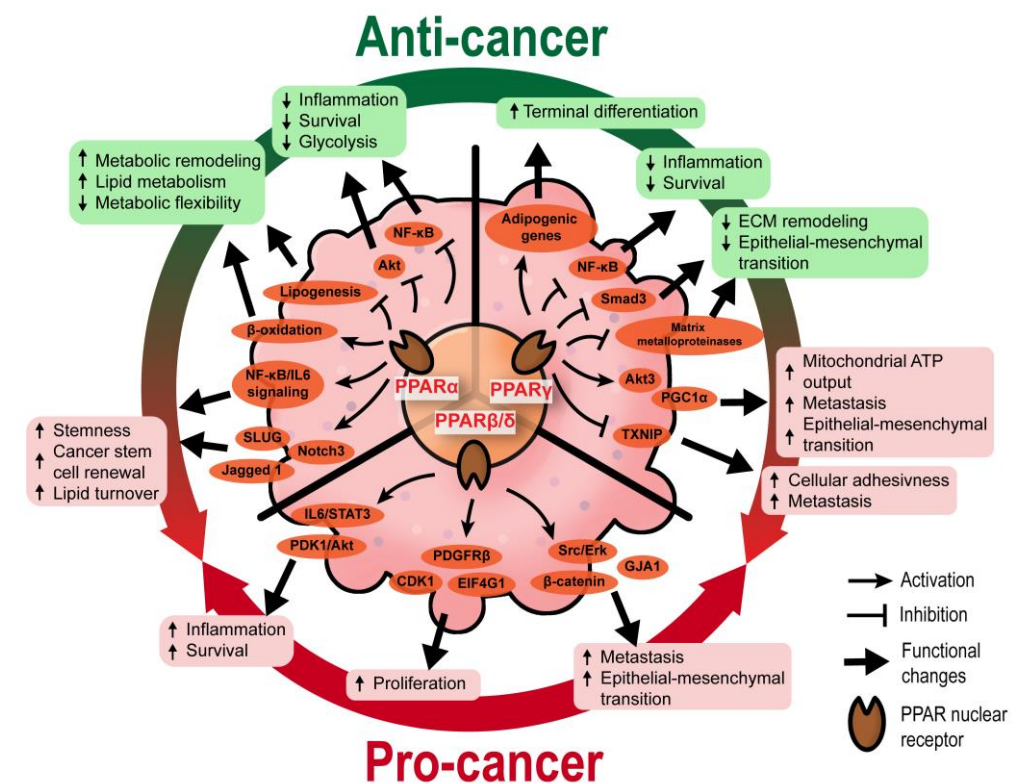 Anti-cancer
↓ Inflammation
↓ Survival
↓ Glycolysis
↑ Terminal differentiation
↑ Metabolic remodeling
↑ Lipid metabolism
↓ Metabolic flexibility
↓ Inflammation
↓ Survival
↓ ECM remodeling
↓ Epithelial-mesenchymal
transition
NF-κB
Akt
Lipogenesis
β-oxidation
NF-κB/IL6
signaling
SLUG
Notch3
Jagged 1
Adipogenic
genes
NF-κB
Smad3
Matrix
metalloproteinases
Akt3
PGC1α
TXNIP
PPARα
PPARγ
PPARβ/δ
↑ Stemness
↑ Cancer stem
cell renewal
↑ Lipid turnover
↑ Mitochondrial ATP
output
↑ Metastasis
↑ Epithelial-mesenchymal
transition
↑ Cellular adhesivness
↑ Metastasis
IL6/STAT3
PDK1/Akt
PDGFRβ
CDK1
EIF4G1
Src/Erk
GJA1
β-catenin
↑ Inflammation
↑ Survival
↑ Proliferation
↑ Metastasis
↑ Epithelial-mesenchymal
transition
Activation
Inhibition
Functional
changes
PPAR nuclear
receptor
Pro-cancer